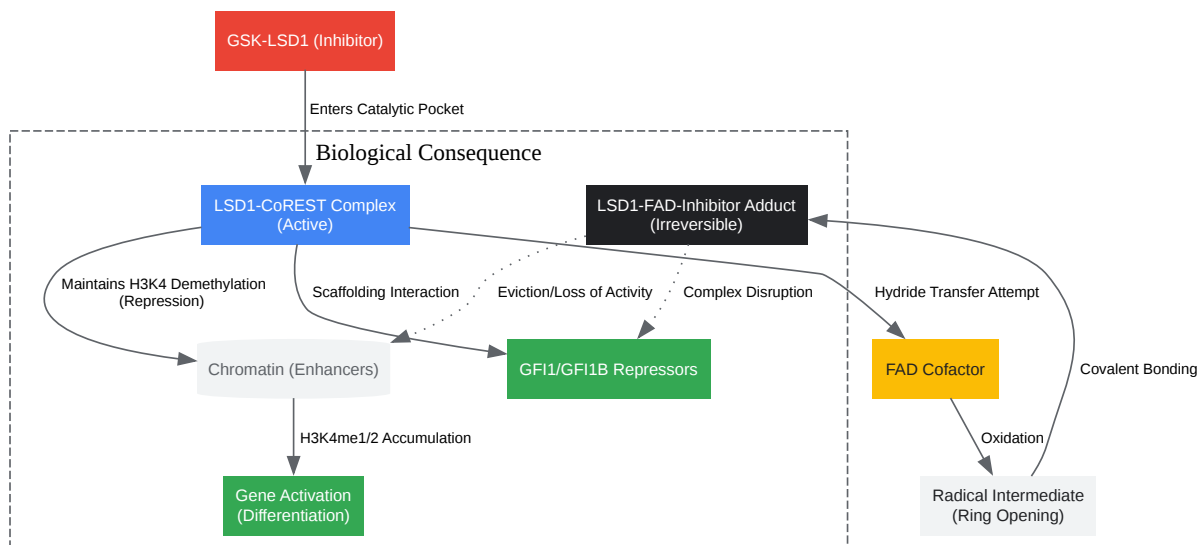 GSK-LSD1 (Inhibitor)
Enters Catalytic Pocket
Biological Consequence
LSD1-CoREST Complex
(Active)
LSD1-FAD-Inhibitor Adduct
(Irreversible)
Maintains H3K4 Demethylation
(Repression)
Scaffolding Interaction
Eviction/Loss of Activity
Complex Disruption
Hydride Transfer Attempt
Chromatin (Enhancers)
GFI1/GFI1B Repressors
FAD Cofactor
Covalent Bonding
H3K4me1/2 Accumulation
Oxidation
Gene Activation
(Differentiation)
Radical Intermediate
(Ring Opening)